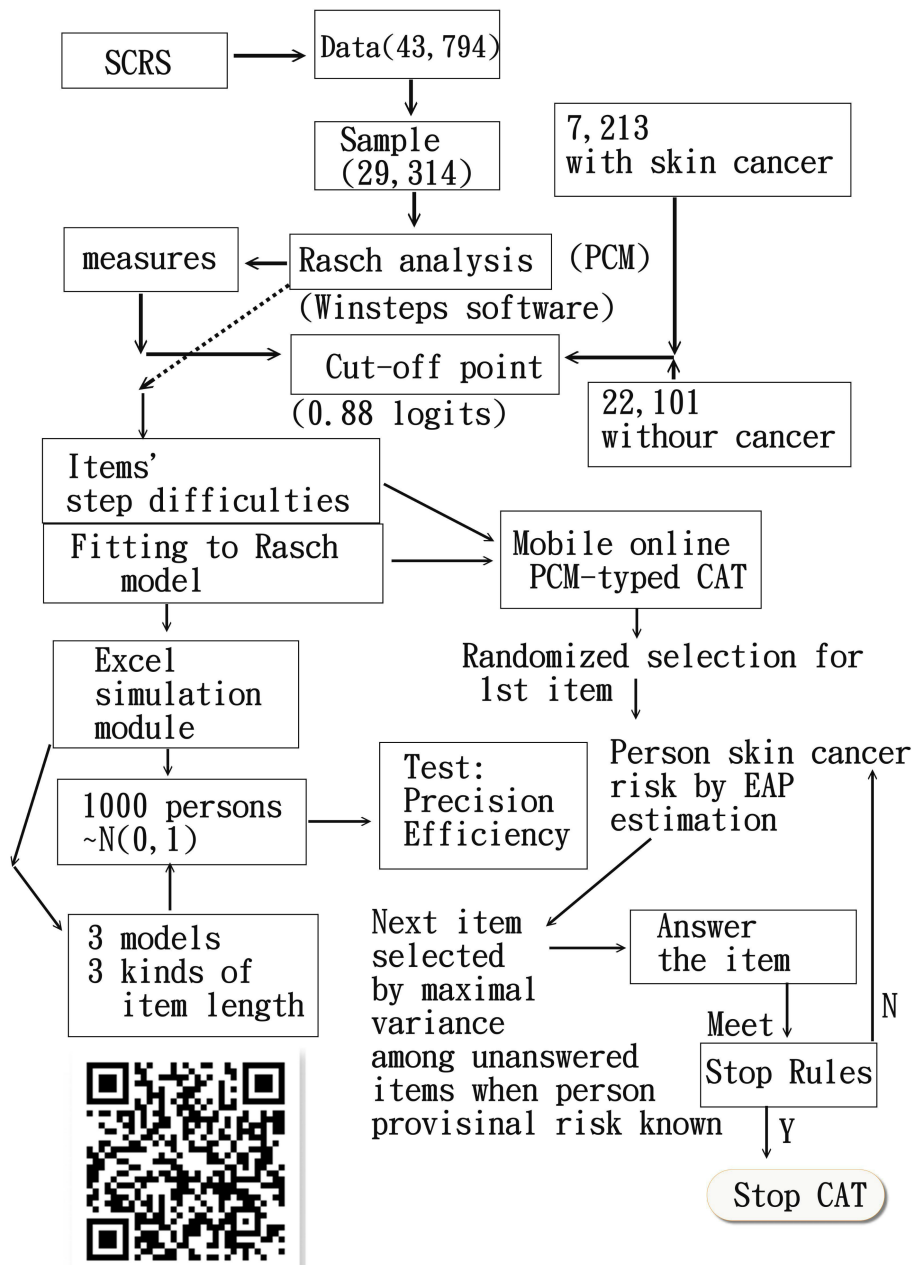 SCRS
Data(43,794)
Sample
(29,314)
7,213
with skin cancer
measures
Rasch analysis
(PCM)
(Winsteps software)
Cut-off point
(0.88 logits)
22,101
withour cancer
Items'
step difficulties
Fitting to Rasch
model
Mobile online
PCM-typed CAT
Excel
simulation
module
Randomized selection for
1st item
1000 persons
~N(0,1)
Test:
Precision
Efficiency
Person skin cancer
risk by EAP
estimation
3 models
3 kinds of
item length
Next item
selected
by maximal
variance
among unanswered
items when person
provisinal risk known
Answer
the item
Meet
N
Stop Rules
Y
Stop CAT